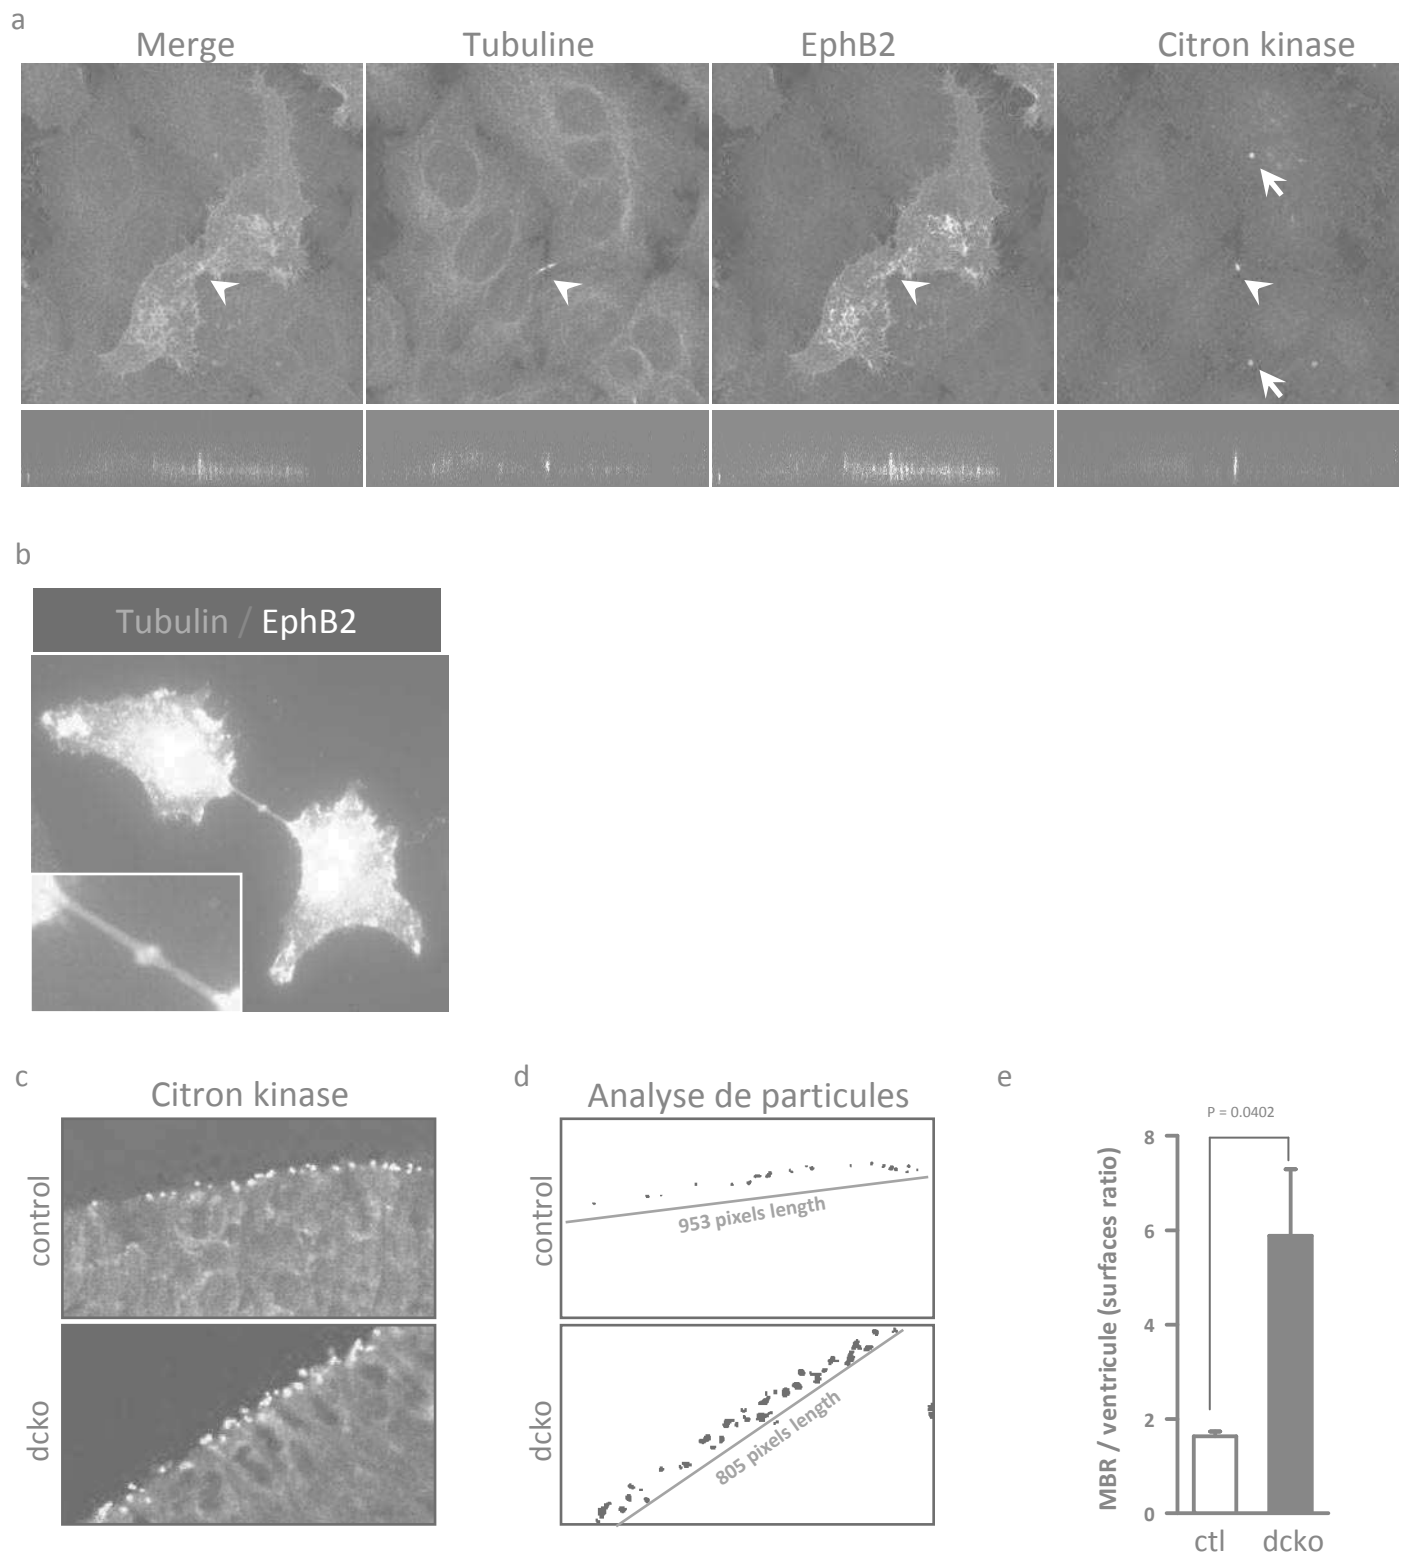 a
Merge
Tubuline
EphB2
Citron kinase
b
Tubulin / EphB2
c
Citron kinase
control
dcko
d
Analyse de particules
control
953 pixels length
dcko
805 pixels length
e
P = 0.0402
MBR / ventricule (surfaces ratio)
8
6
4
2
0
ctl
dcko